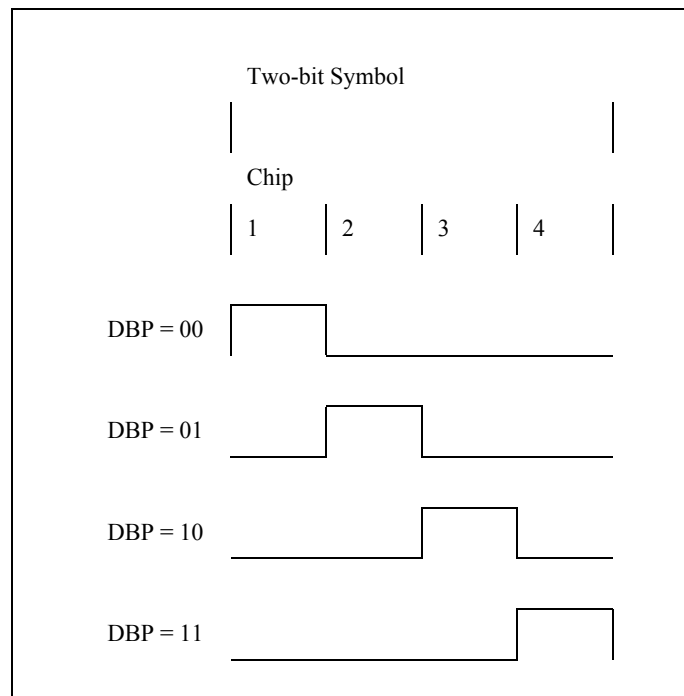 Two-bit Symbol
Chip
1 2 3 4
DBP = 00
DBP = 01
DBP = 10
DBP = 11